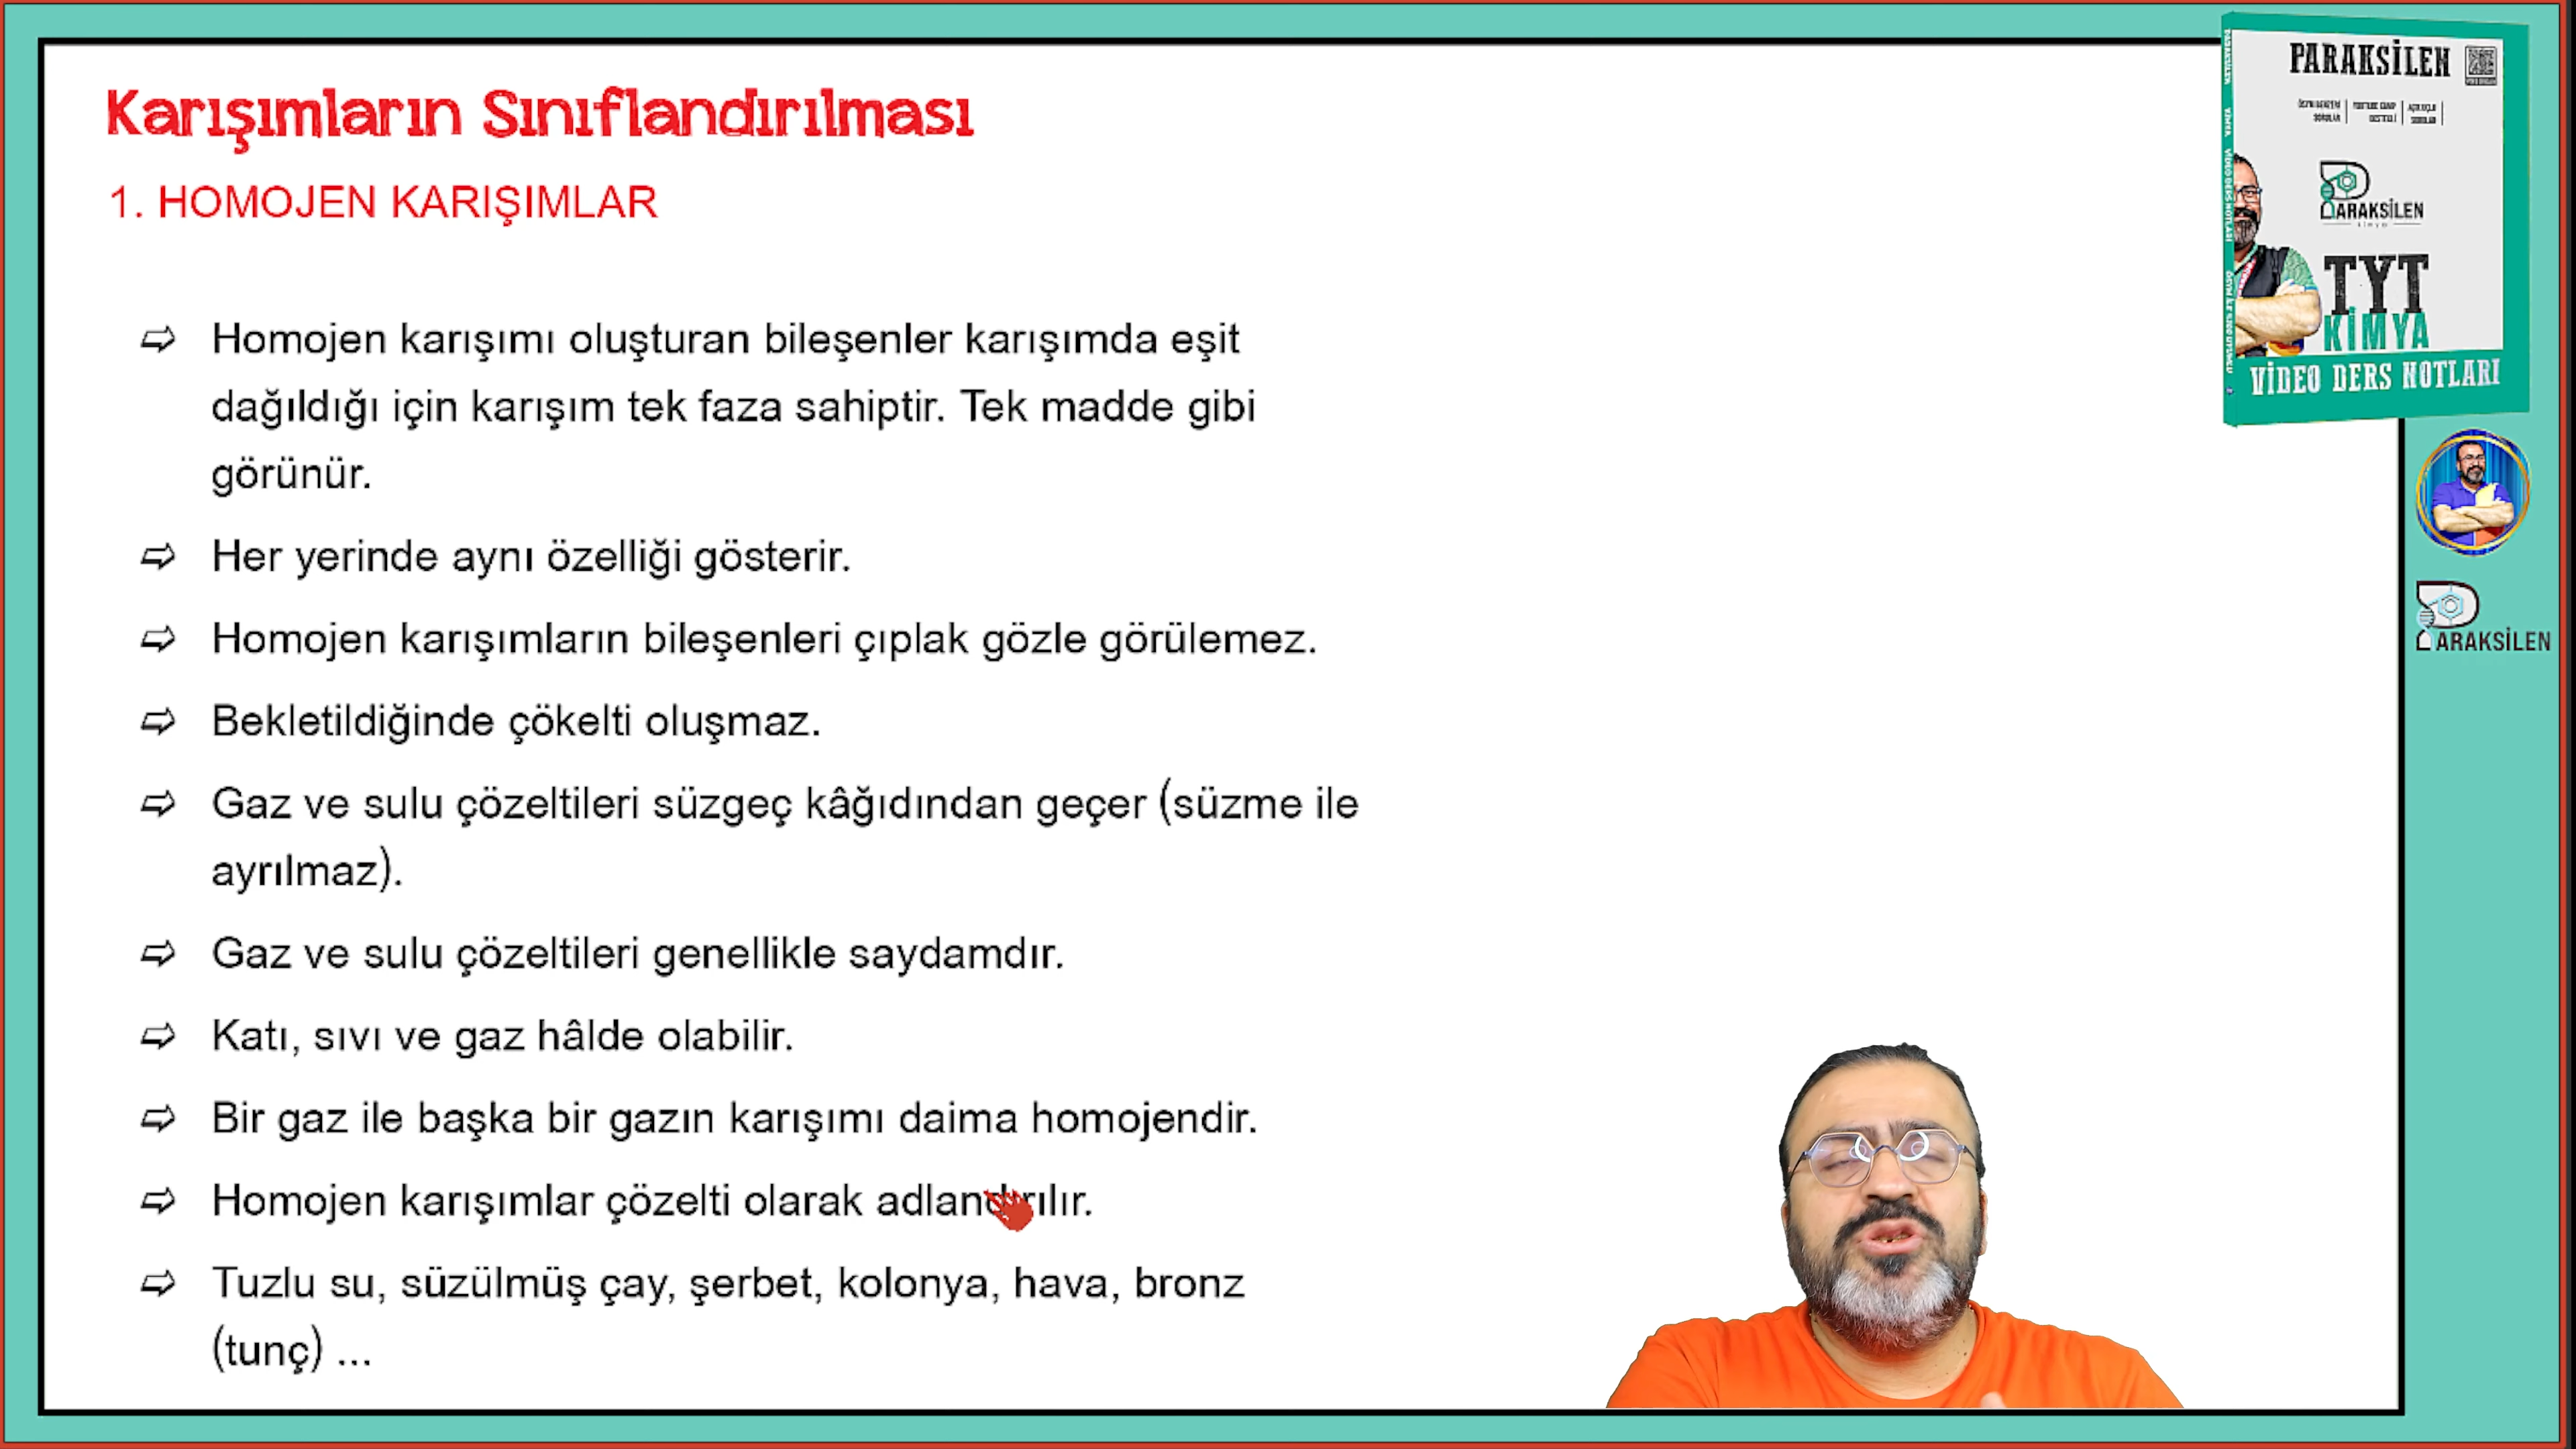 Karışımların Sınıflandırılması
1. HOMOJEN KARIŞIMLAR
⇨ Homojen karışımı oluşturan bileşenler karışımda eşit
dağıldığı için karışım tek faza sahiptir. Tek madde gibi
görünür.
⇨ Her yerinde aynı özelliği gösterir.
⇨ Homojen karışımların bileşenleri çıplak gözle görülemez.
⇨ Bekletildiğinde çökelti oluşmaz.
⇨ Gaz ve sulu çözeltileri süzgeç kâğıdından geçer (süzme ile
ayrılmaz).
⇨ Gaz ve sulu çözeltileri genellikle saydamdır.
⇨ Katı, sıvı ve gaz hâlde olabilir.
⇨ Bir gaz ile başka bir gazın karışımı daima homojendir.
⇨ Homojen karışımlar çözelti olarak adlandırılır.
⇨ Tuzlu su, süzülmüş çay, şerbet, kolonya, hava, bronz
(tunç) ...
PARAKSİLEN
PARAKSİLEN
TYT
KİMYA
VİDEO DERS NOTLARI
PARAKSİLEN